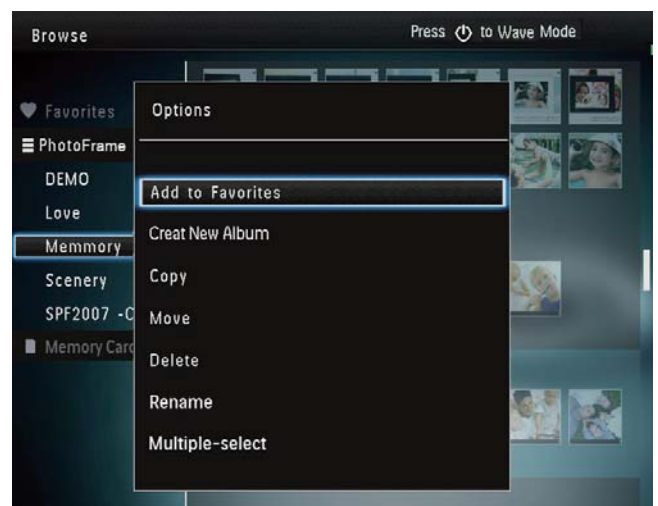 Browse
Press to Wave Mode
Favorites
PhotoFrame
DEMO
Love
Memmory
Scenery
SPF2007 -C
Memory Card
Options
Add to Favorites
Creat New Album
Copy
Move
Delete
Rename
Multiple-select